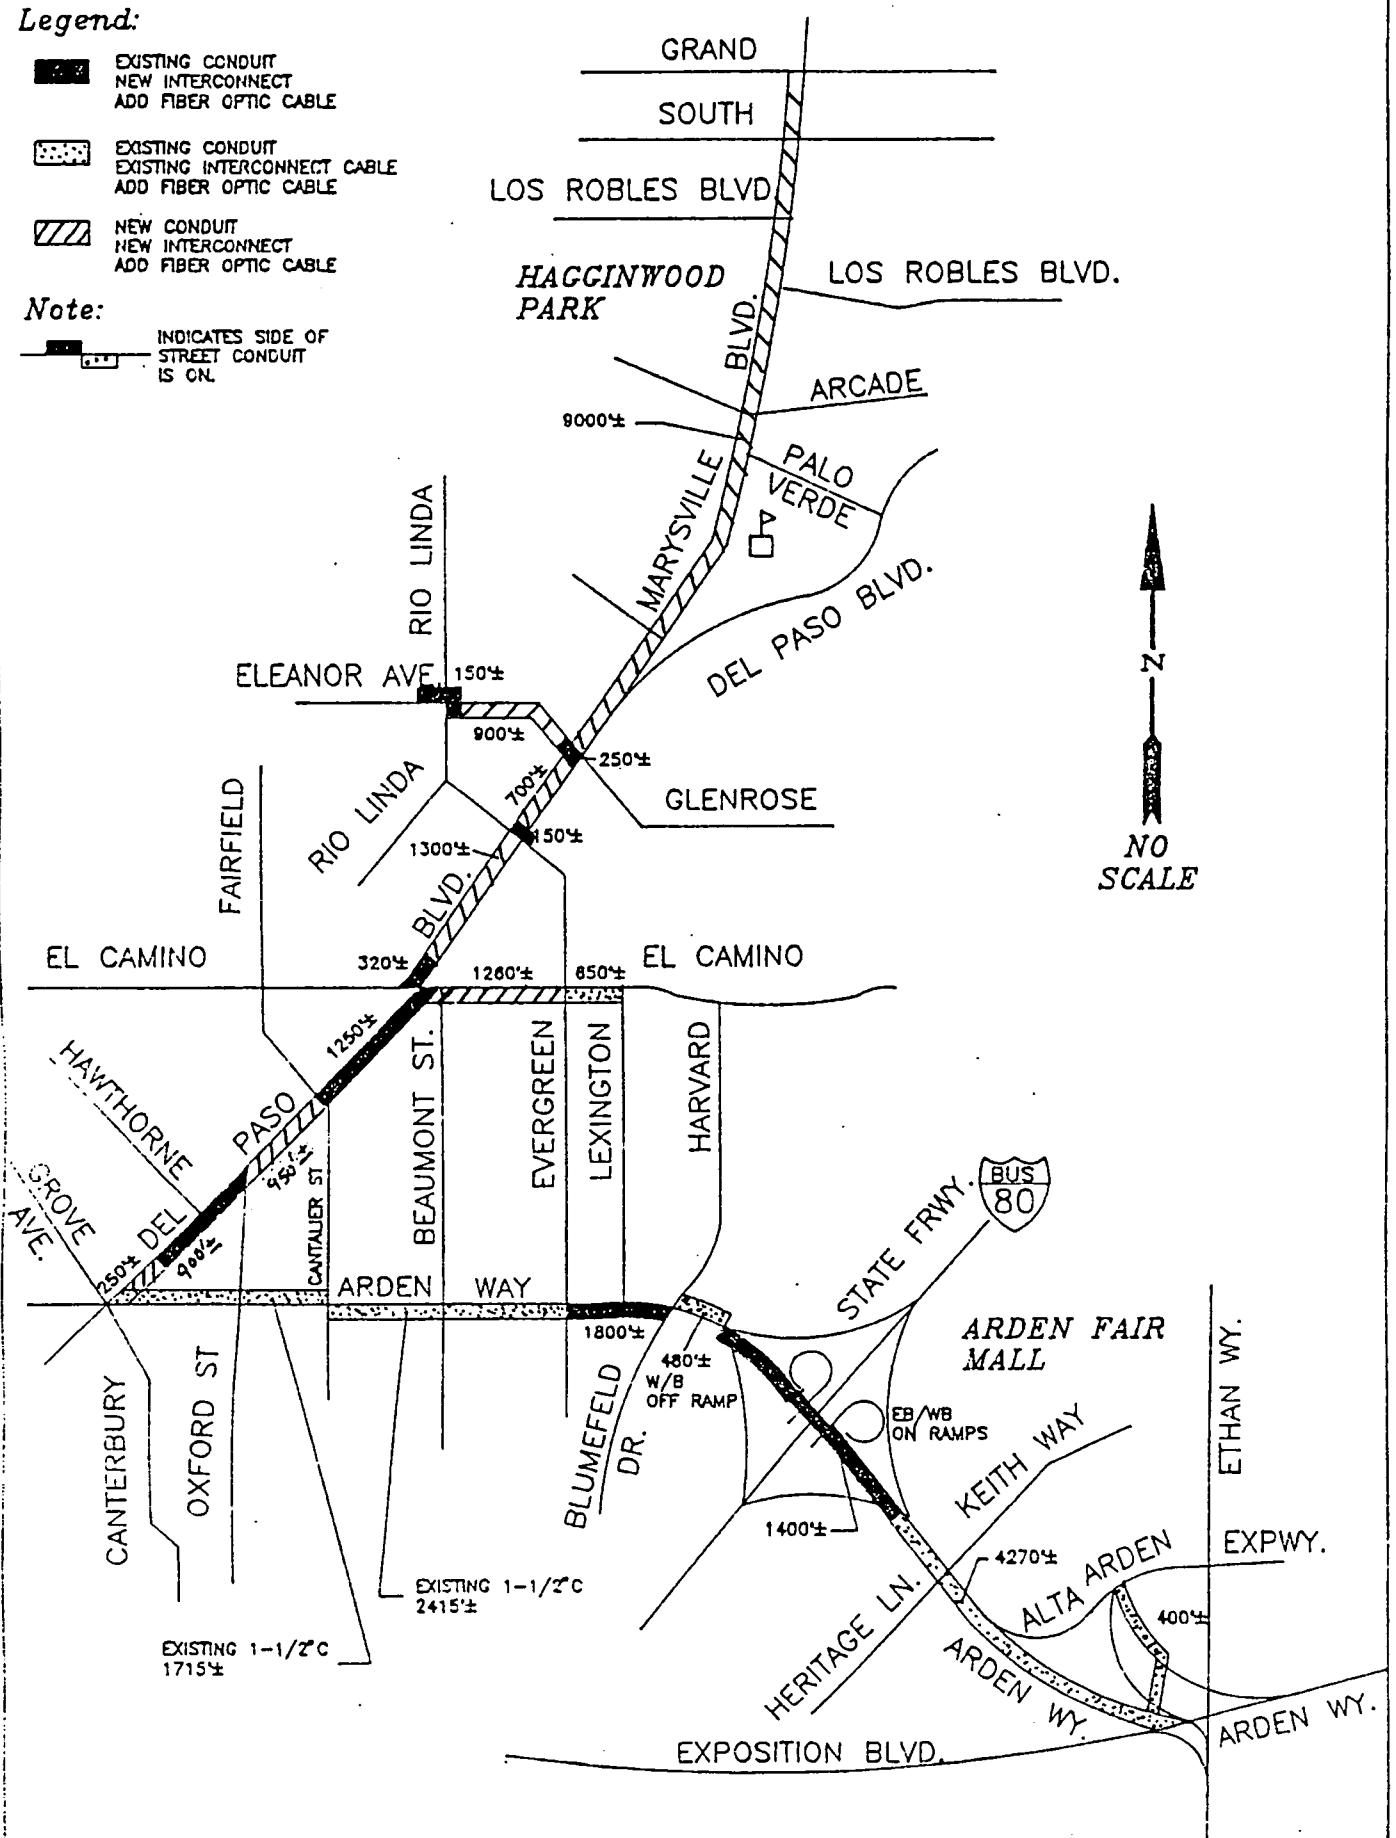 Legend:
EXISTING CONDUIT
NEW INTERCONNECT
ADD FIBER OPTIC CABLE
EXISTING CONDUIT
EXISTING INTERCONNECT CABLE
ADD FIBER OPTIC CABLE
NEW CONDUIT
NEW INTERCONNECT
ADD FIBER OPTIC CABLE
Note:
INDICATES SIDE OF
STREET CONDUIT
IS ON.
GRAND
SOUTH
LOS ROBLES BLVD
HAGGINWOOD
PARK
LOS ROBLES BLVD.
BLVD.
ARCADE
9000'±
PALO
VERDE
MARYSVILLE
RIO LINDA
DEL PASO BLVD.
ELEANOR AVE
150'±
900'±
250'±
GLENROSE
700'±
150'±
RIO LINDA
1300'±
FAIRFIELD
BLVD.
N
NO
SCALE
EL CAMINO
320'±
1260'±
650'±
EL CAMINO
1250'±
HAWTHORNE
PASO
BEAUMONT ST.
EVERGREEN
LEXINGTON
HARVARD
950'±
CANTALIER ST
GROVE
AVE.
DEL
900'±
250'±
ARDEN WAY
BUS
80
STATE FRWY.
1800'±
480'±
W/B
OFF RAMP
ARDEN FAIR
MALL
ETHAN WY.
EB/WB
ON RAMPS
CANTERBURY
OXFORD ST
BLUMEFELD
DR.
KEITH WAY
1400'±
4270'±
ALTA ARDEN
EXPWY.
EXISTING 1-1/2"C
2415'±
EXISTING 1-1/2"C
1715'±
HERITAGE LN.
400'±
ARDEN WY.
ARDEN WY.
EXPOSITION BLVD.